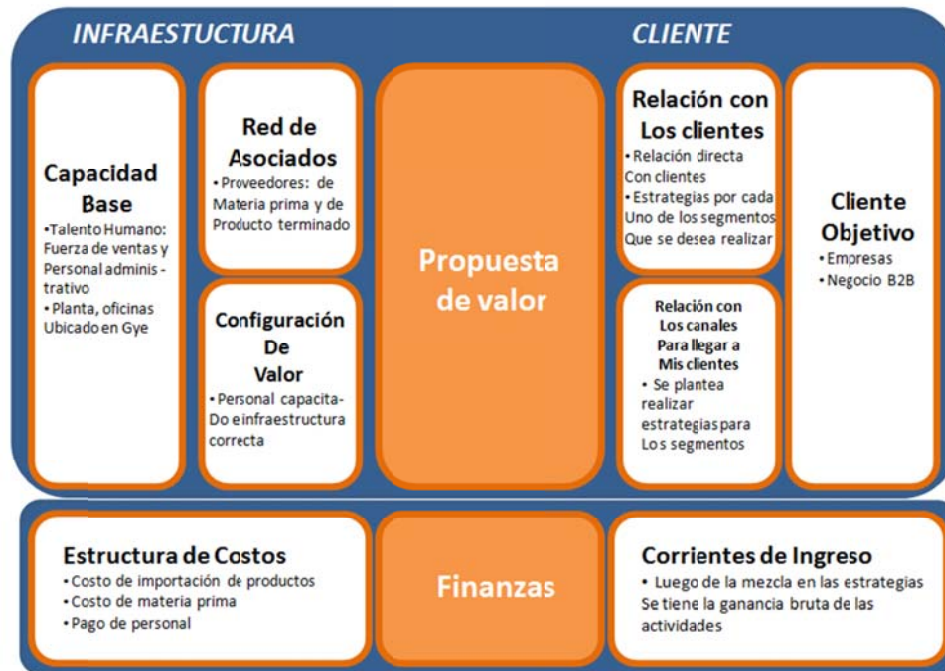 INFRAESTUCTURA
CLIENTE
Capacidad
Base
•Talento Humano:
Fuerza de ventas y
Personal adminis -
trativo
• Planta, oficinas
Ubicado en Gye
Red de
Asociados
• Proveedores: de
Materia prima y de
Producto terminado
Configuración
De
Valor
• Personal capacita-
Do e infraestructura
correcta
Propuesta
de valor
Relación con
Los clientes
• Relación directa
Con clientes
• Estrategias por cada
Uno de los segmentos
Que se desea realizar
Relación con
Los canales
Para llegar a
Mis clientes
• Se plantea
realizar
estrategias para
Los segmentos
Cliente
Objetivo
• Empresas
• Negocio B2B
Estructura de Costos
• Costo de importación de productos
• Costo de materia prima
• Pago de personal
Finanzas
Corrientes de Ingreso
• Luego de la mezcla en las estrategias
Se tiene la ganancia bruta de las
actividades